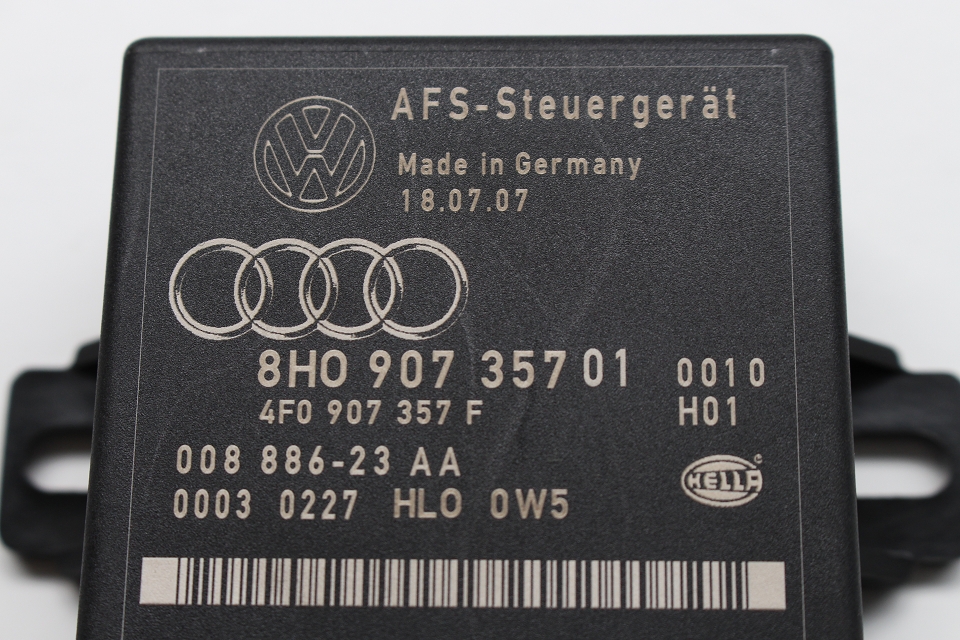 AFS-Steuergerät
Made in Germany
18.07.07
8H0 907 357 01 0010
4F0 907 357 F H01
008 886-23 AA
HELLA
0003 0227 HL0 0W5